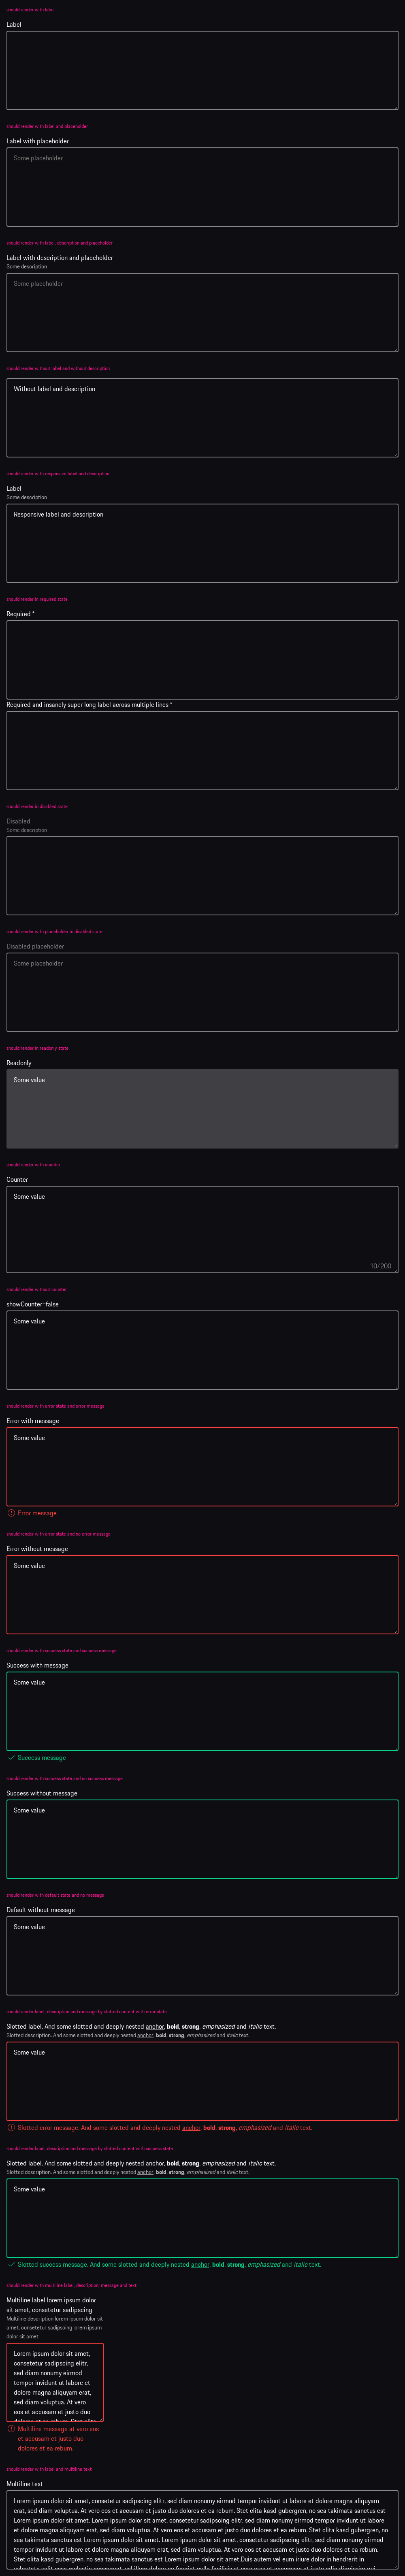 should render with label
Label
should render with label and placeholder
Label with placeholder
Some placeholder
should render with label, description and placeholder
Label with description and placeholder
Some description
Some placeholder
should render without label and without description
Without label and description
should render with responsive label and description
Label
Some description
Responsive label and description
should render in required state
Required *
Required and insanely super long label across multiple lines *
should render in disabled state
Disabled
Some description
should render with placeholder in disabled state
Disabled placeholder
Some placeholder
should render in readonly state
Readonly
Some value
should render with counter
Counter
Some value
10/200
should render without counter
showCounter=false
Some value
should render with error state and error message
Error with message
Some value
Error message
should render with error state and no error message
Error without message
Some value
should render with success state and success message
Success with message
Some value
Success message
should render with success state and no success message
Success without message
Some value
should render with default state and no message
Default without message
Some value
should render label, description and message by slotted content with error state
Slotted label. And some slotted and deeply nested anchor, bold, strong, emphasized and italic text.
Slotted description. And some slotted and deeply nested anchor, bold, strong, emphasized and italic text.
Some value
Slotted error message. And some slotted and deeply nested anchor, bold, strong, emphasized and italic text.
should render label, description and message by slotted content with success state
Slotted label. And some slotted and deeply nested anchor, bold, strong, emphasized and italic text.
Slotted description. And some slotted and deeply nested anchor, bold, strong, emphasized and italic text.
Some value
Slotted success message. And some slotted and deeply nested anchor, bold, strong, emphasized and italic text.
should render with multiline label, description, message and text
Multiline label lorem ipsum dolor
sit amet, consetetur sadipscing
Multiline description lorem ipsum dolor sit
amet, consetetur sadipscing lorem ipsum
dolor sit amet
Lorem ipsum dolor sit amet,
consetetur sadipscing elitr,
sed diam nonumy eirmod
tempor invidunt ut labore et
dolore magna aliquyam erat,
sed diam voluptua. At vero
eos et accusam et justo duo
dolores et ea rebum. Stet clita
Multiline message at vero eos
et accusam et justo duo
dolores et ea rebum.
should render with label and multiline text
Multiline text
Lorem ipsum dolor sit amet, consetetur sadipscing elitr, sed diam nonumy eirmod tempor invidunt ut labore et dolore magna aliquyam
erat, sed diam voluptua. At vero eos et accusam et justo duo dolores et ea rebum. Stet clita kasd gubergren, no sea takimata sanctus est
Lorem ipsum dolor sit amet. Lorem ipsum dolor sit amet, consetetur sadipscing elitr, sed diam nonumy eirmod tempor invidunt ut labore
et dolore magna aliquyam erat, sed diam voluptua. At vero eos et accusam et justo duo dolores et ea rebum. Stet clita kasd gubergren, no
sea takimata sanctus est Lorem ipsum dolor sit amet. Lorem ipsum dolor sit amet, consetetur sadipscing elitr, sed diam nonumy eirmod
tempor invidunt ut labore et dolore magna aliquyam erat, sed diam voluptua. At vero eos et accusam et justo duo dolores et ea rebum.
Stet clita kasd gubergren, no sea takimata sanctus est Lorem ipsum dolor sit amet.Duis autem vel eum iriure dolor in hendrerit in